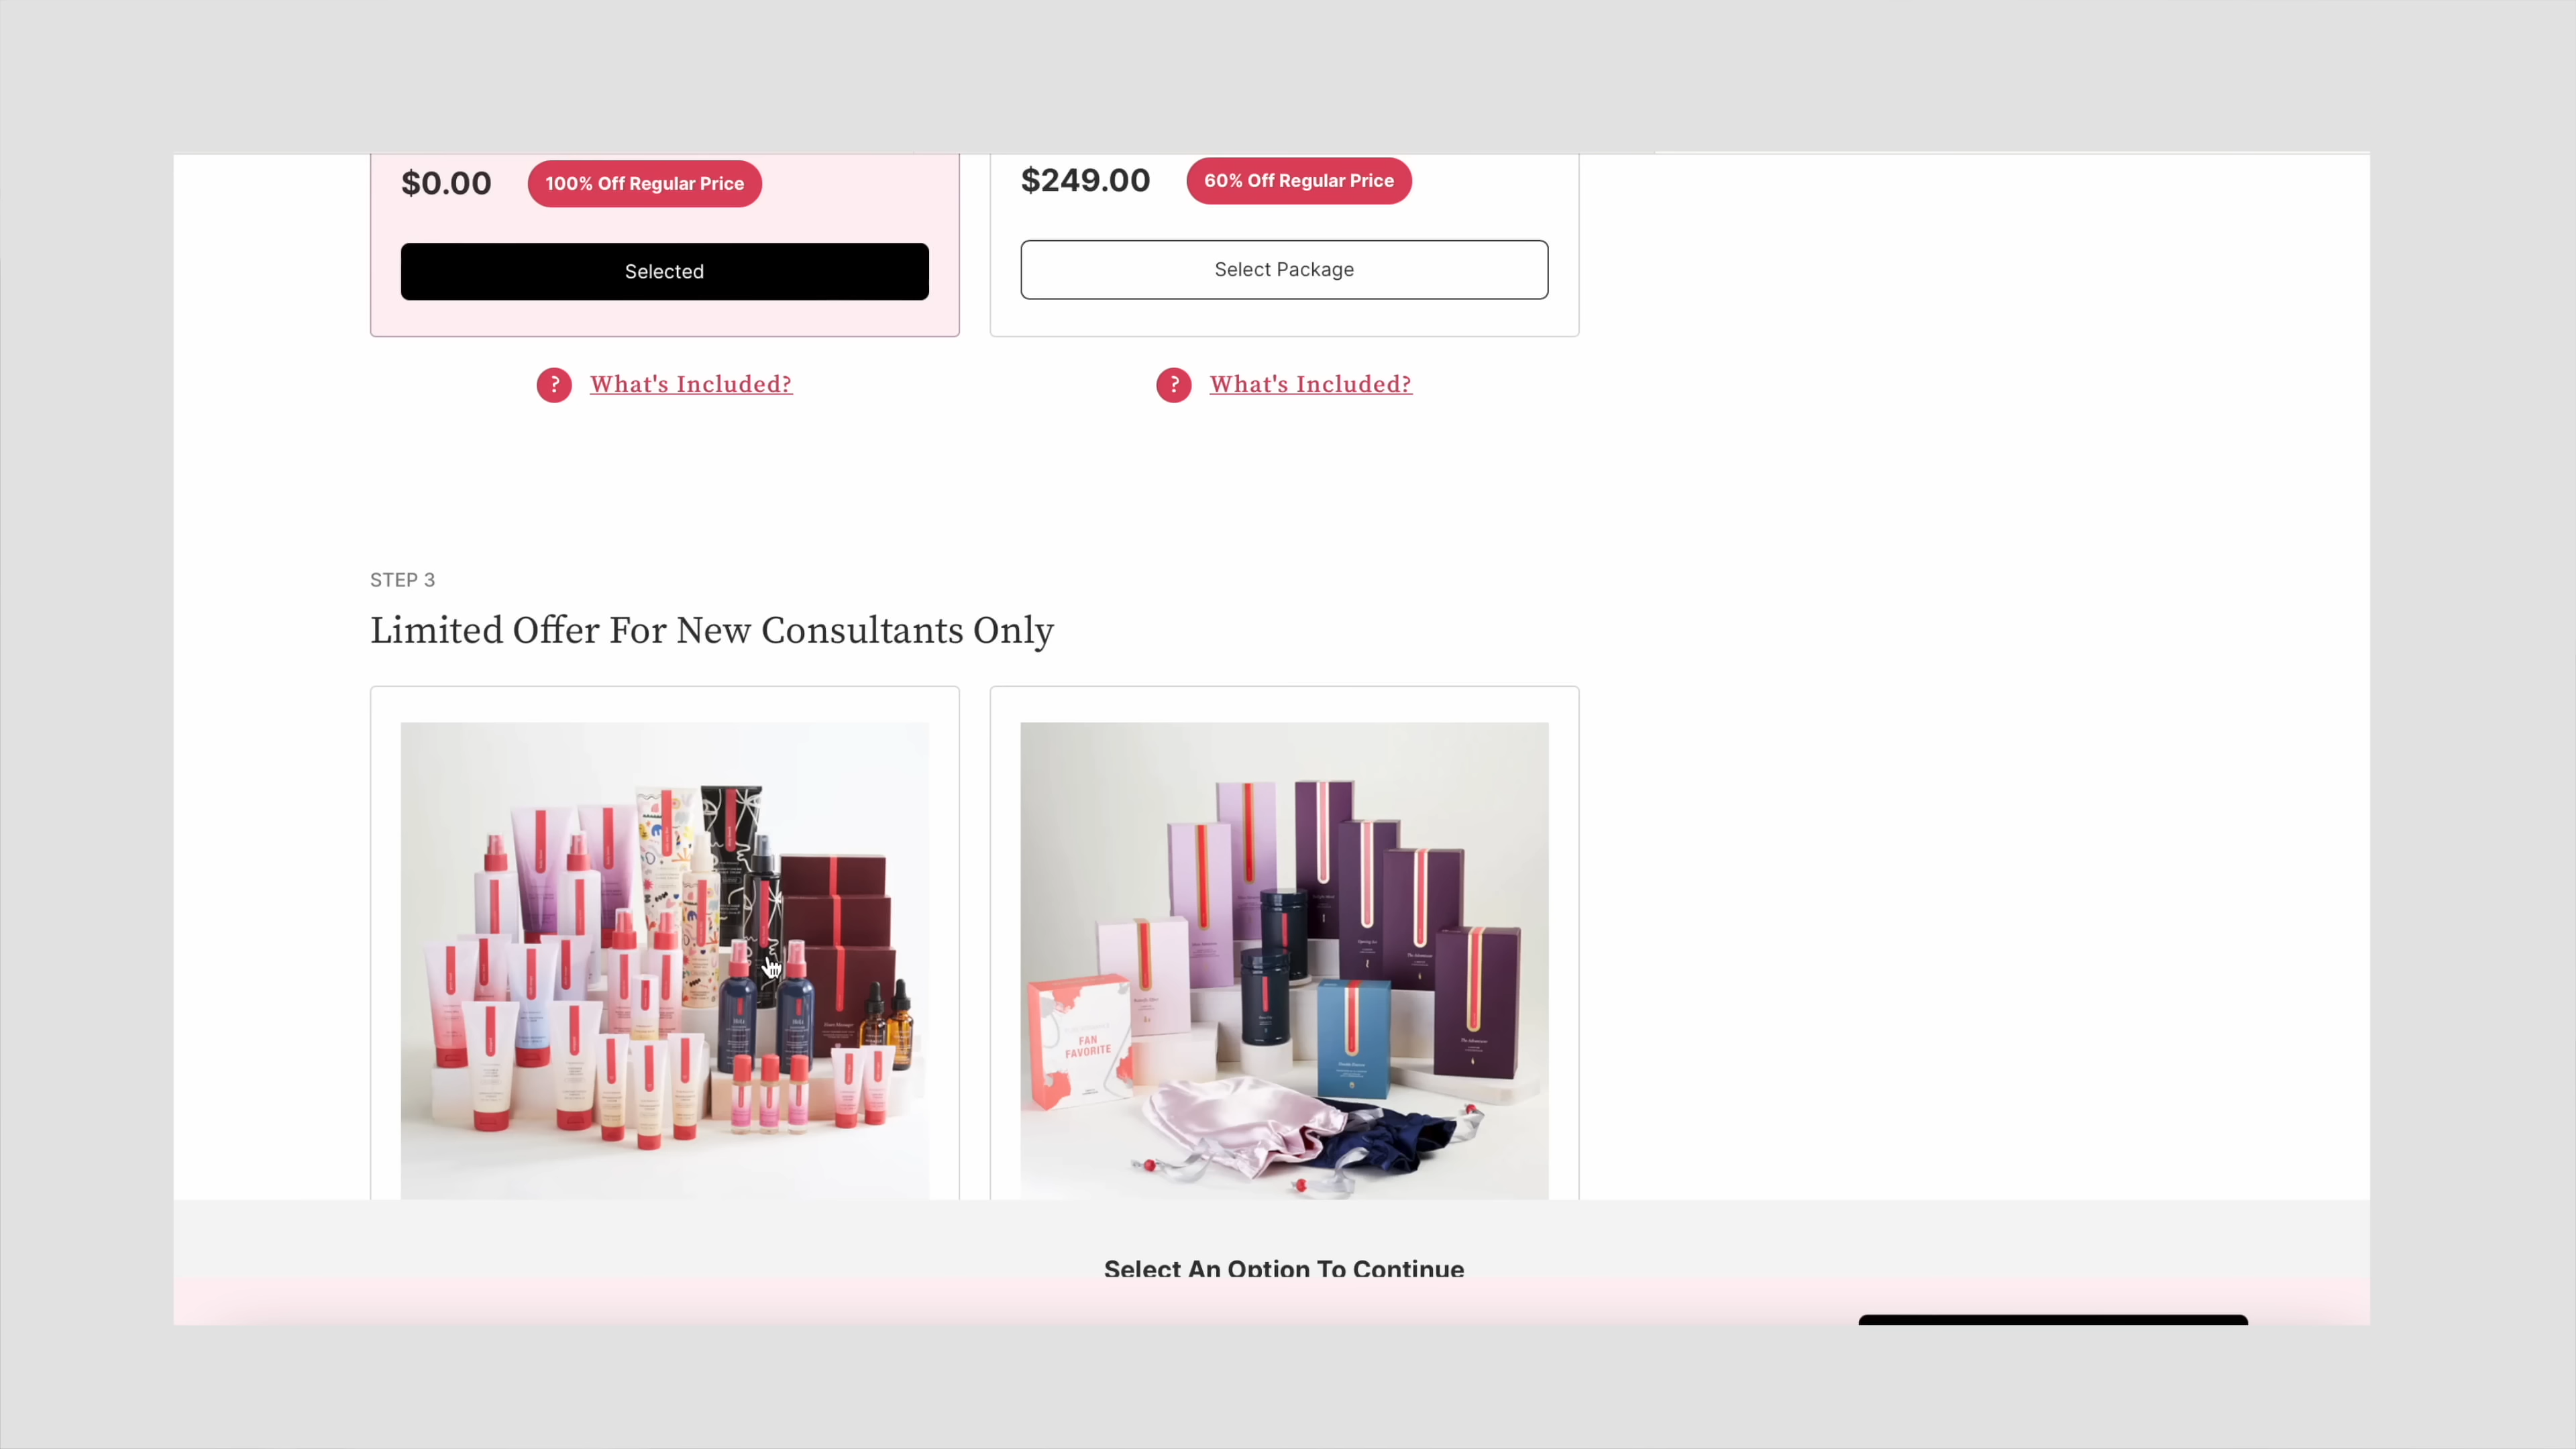 $0.00
100% Off Regular Price
$249.00
60% Off Regular Price
Selected
Select Package
? What's Included?
? What's Included?
STEP 3
Limited Offer For New Consultants Only
FAN
FAVORITE
Select An Option To Continue